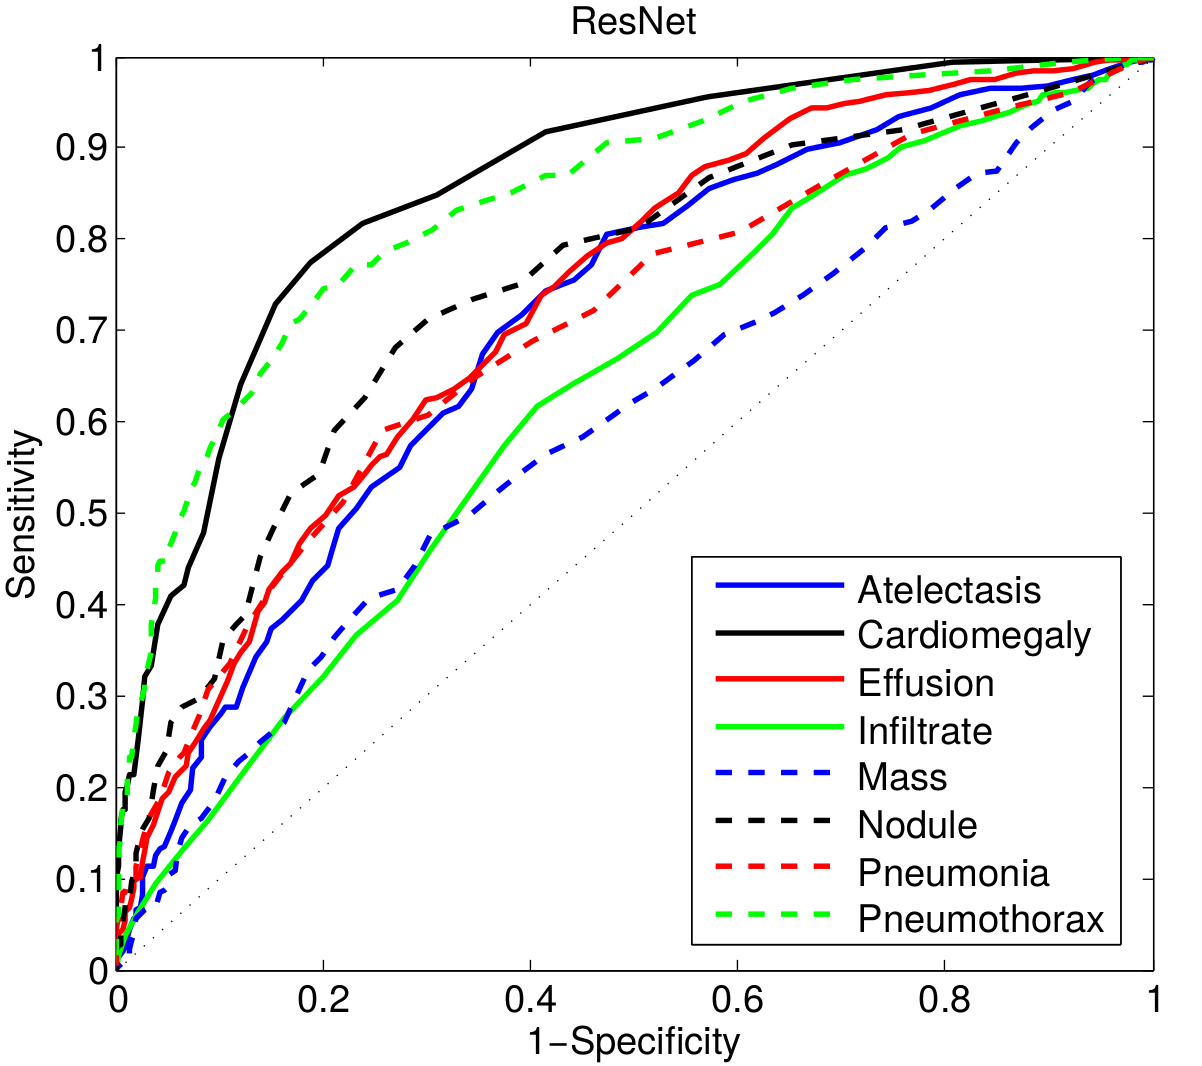 ResNet
1
0.9
0.8
0.7
0.6
0.5
0.4
0.3
0.2
0.1
0
Sensitivity
Atelectasis
Cardiomegaly
Effusion
Infiltrate
Mass
Nodule
Pneumonia
Pneumothorax
0 0.2 0.4 0.6 0.8 1
1−Specificity